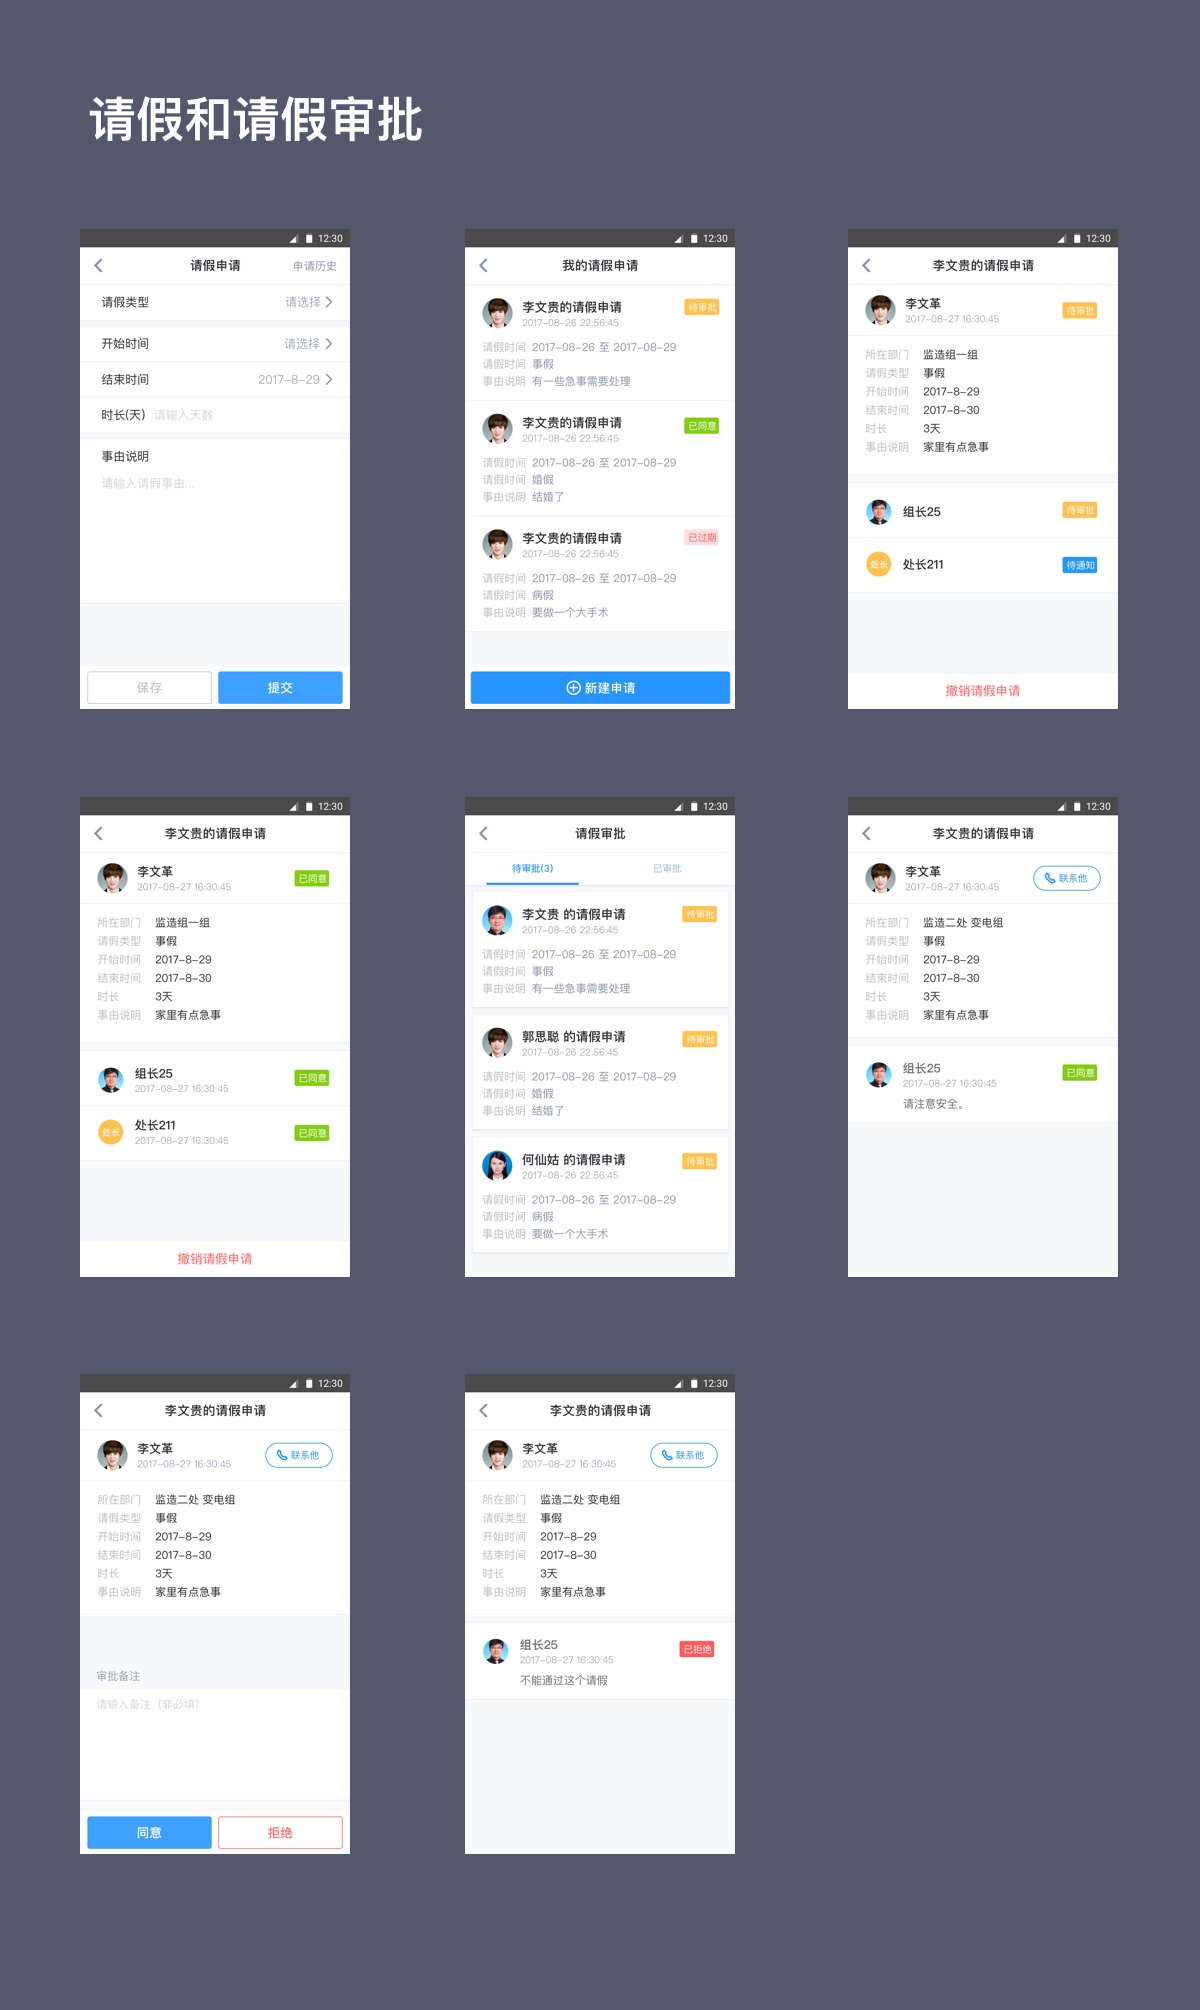 请假和请假审批
12:30
请假申请 申请历史
请假类型 请选择
开始时间 请选择
结束时间 2017-8-29
时长(天) 请输入天数
事由说明
请输入请假事由...
保存 提交
12:30
我的请假申请
李文贵的请假申请 待审批
2017-08-26 22:56:45
请假时间 2017-08-26 至 2017-08-29
请假时间 事假
事由说明 有一些急事需要处理
李文贵的请假申请 已同意
2017-08-26 22:56:45
请假时间 2017-08-26 至 2017-08-29
请假时间 婚假
事由说明 结婚了
李文贵的请假申请 已过期
2017-08-26 22:56:45
请假时间 2017-08-26 至 2017-08-29
请假时间 病假
事由说明 要做一个大手术
新建申请
12:30
李文贵的请假申请
李文革 待审批
2017-08-27 16:30:45
所在部门 监造组一组
请假类型 事假
开始时间 2017-8-29
结束时间 2017-8-30
时长 3天
事由说明 家里有点急事
组长25 待审批
处长 处长211 待通知
撤销请假申请
12:30
李文贵的请假申请
李文革 已同意
2017-08-27 16:30:45
所在部门 监造组一组
请假类型 事假
开始时间 2017-8-29
结束时间 2017-8-30
时长 3天
事由说明 家里有点急事
组长25 已同意
2017-08-27 16:30:45
处长 处长211 已同意
2017-08-27 16:30:45
撤销请假申请
12:30
请假审批
待审批(3) 已审批
李文贵 的请假申请 待审批
2017-08-26 22:56:45
请假时间 2017-08-26 至 2017-08-29
请假时间 事假
事由说明 有一些急事需要处理
郭思聪 的请假申请 待审批
2017-08-26 22:56:45
请假时间 2017-08-26 至 2017-08-29
请假时间 婚假
事由说明 结婚了
何仙姑 的请假申请 待审批
2017-08-26 22:56:45
请假时间 2017-08-26 至 2017-08-29
请假时间 病假
事由说明 要做一个大手术
12:30
李文贵的请假申请
李文革 联系他
2017-08-27 16:30:45
所在部门 监造二处 变电组
请假类型 事假
开始时间 2017-8-29
结束时间 2017-8-30
时长 3天
事由说明 家里有点急事
组长25 已同意
2017-08-27 16:30:45
请注意安全。
12:30
李文贵的请假申请
李文革 联系他
2017-08-27 16:30:45
所在部门 监造二处 变电组
请假类型 事假
开始时间 2017-8-29
结束时间 2017-8-30
时长 3天
事由说明 家里有点急事
审批备注
请输入备注（非必填）
同意 拒绝
12:30
李文贵的请假申请
李文革 联系他
2017-08-27 16:30:45
所在部门 监造二处 变电组
请假类型 事假
开始时间 2017-8-29
结束时间 2017-8-30
时长 3天
事由说明 家里有点急事
组长25 已拒绝
2017-08-27 16:30:45
不能通过这个请假